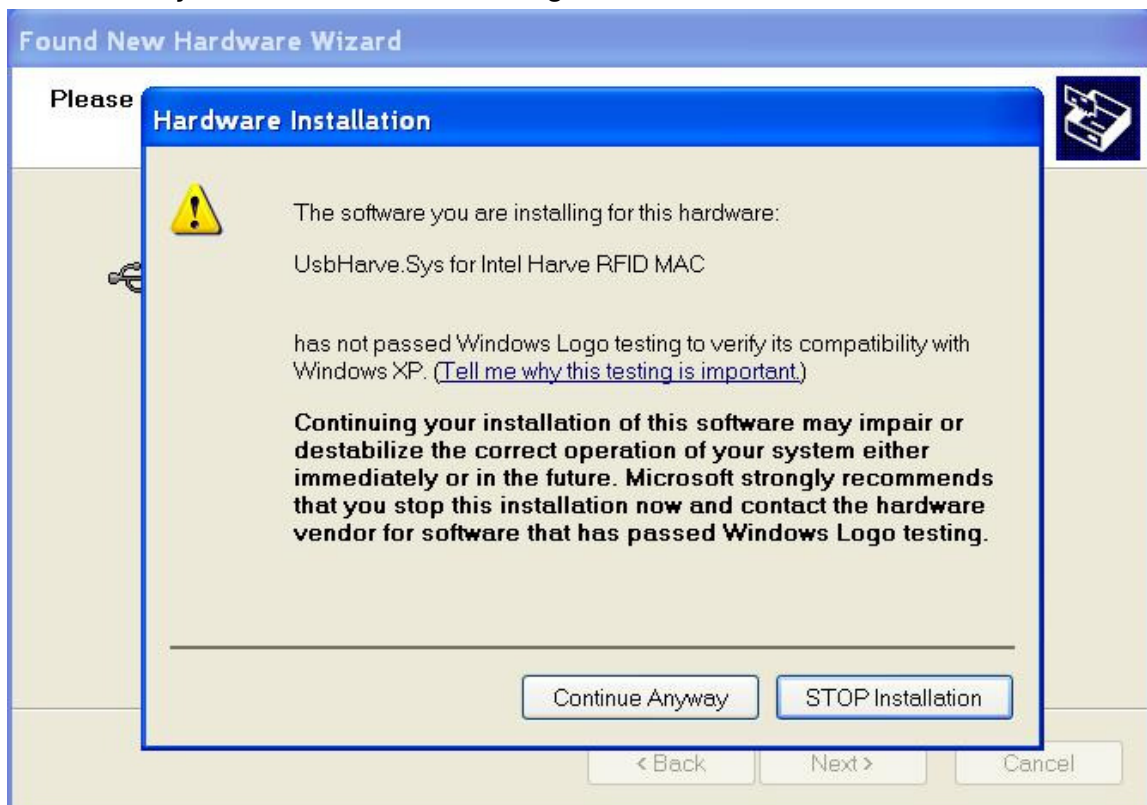 Found New Hardware Wizard
Please
Hardware Installation
The software you are installing for this hardware:
UsbHarve.Sys for Intel Harve RFID MAC
has not passed Windows Logo testing to verify its compatibility with
Windows XP. (Tell me why this testing is important.)
Continuing your installation of this software may impair or
destabilize the correct operation of your system either
immediately or in the future. Microsoft strongly recommends
that you stop this installation now and contact the hardware
vendor for software that has passed Windows Logo testing.
Continue Anyway STOP Installation
< Back Next > Cancel